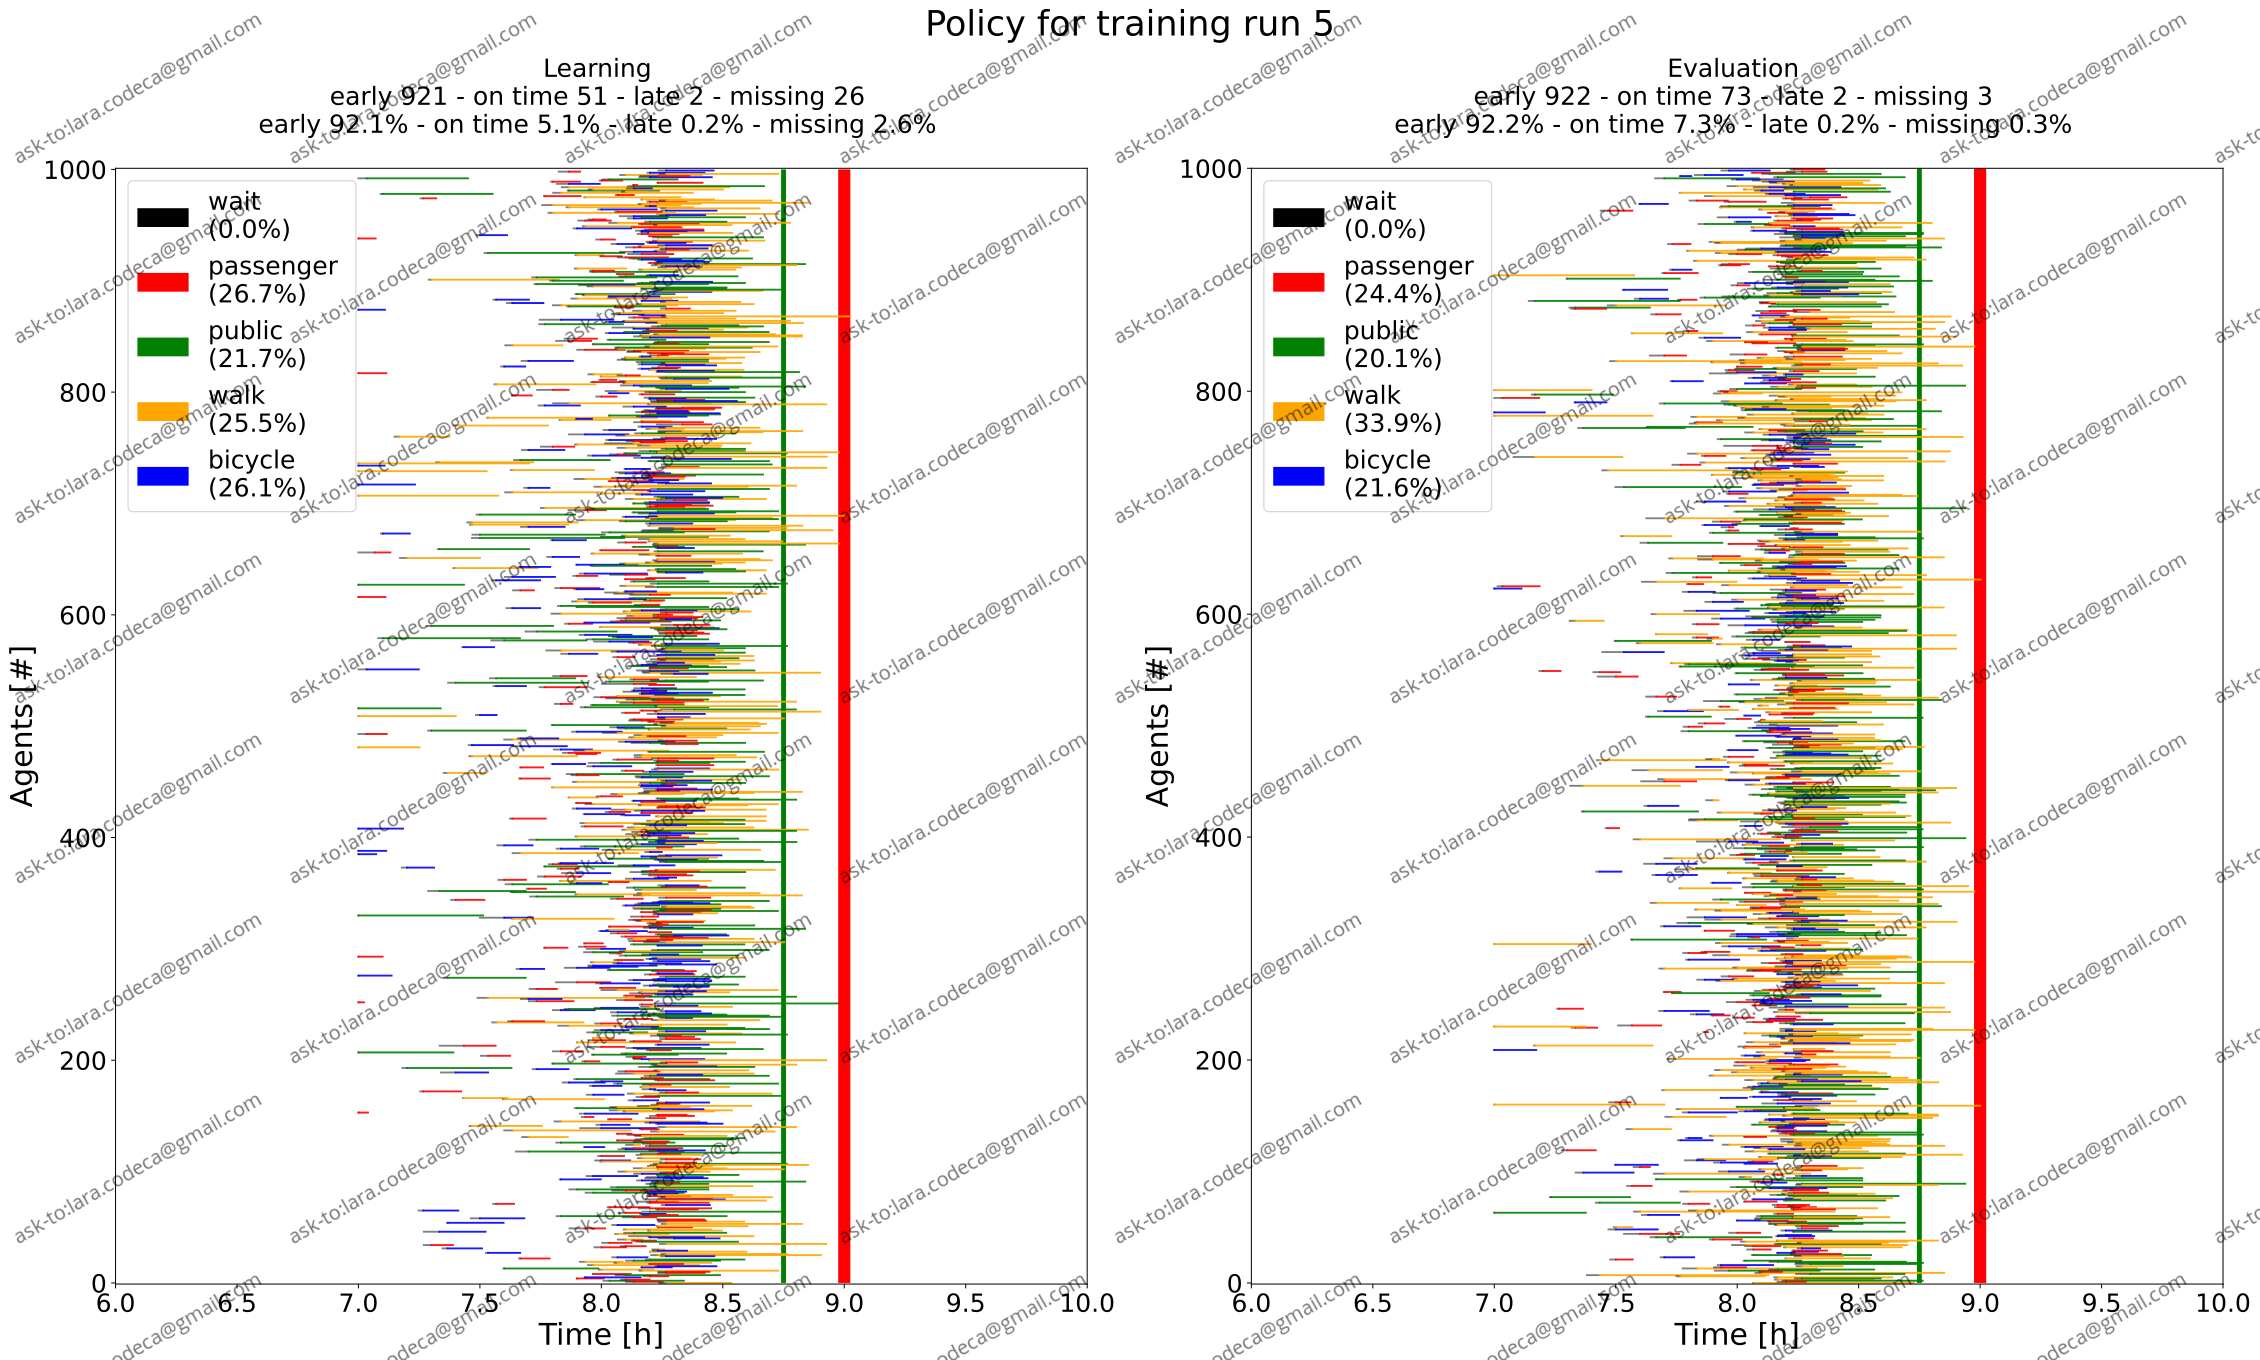 Policy for training run 5
Learning
early 921 - on time 51 - late 2 - missing 26
early 92.1% - on time 5.1% - late 0.2% - missing 2.6%
1000
800
600
400
200
0
Agents [#]
wait
(0.0%)
passenger
(26.7%)
public
(21.7%)
walk
(25.5%)
bicycle
(26.1%)
6.0 6.5 7.0 7.5 8.0 8.5 9.0 9.5 10.0
Time [h]
Evaluation
early 922 - on time 73 - late 2 - missing 3
early 92.2% - on time 7.3% - late 0.2% - missing 0.3%
1000
800
600
400
200
0
Agents [#]
wait
(0.0%)
passenger
(24.4%)
public
(20.1%)
walk
(33.9%)
bicycle
(21.6%)
6.0 6.5 7.0 7.5 8.0 8.5 9.0 9.5 10.0
Time [h]
ask-to:lara.codeca@gmail.com